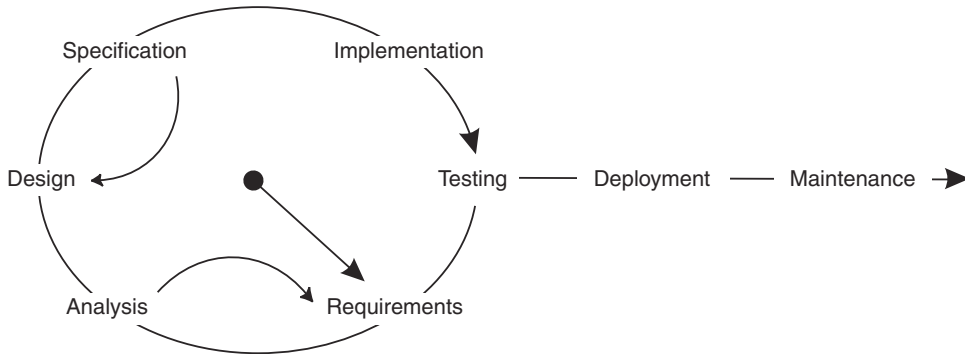 Specification
Implementation
Design
Testing
Deployment
Maintenance
Analysis
Requirements